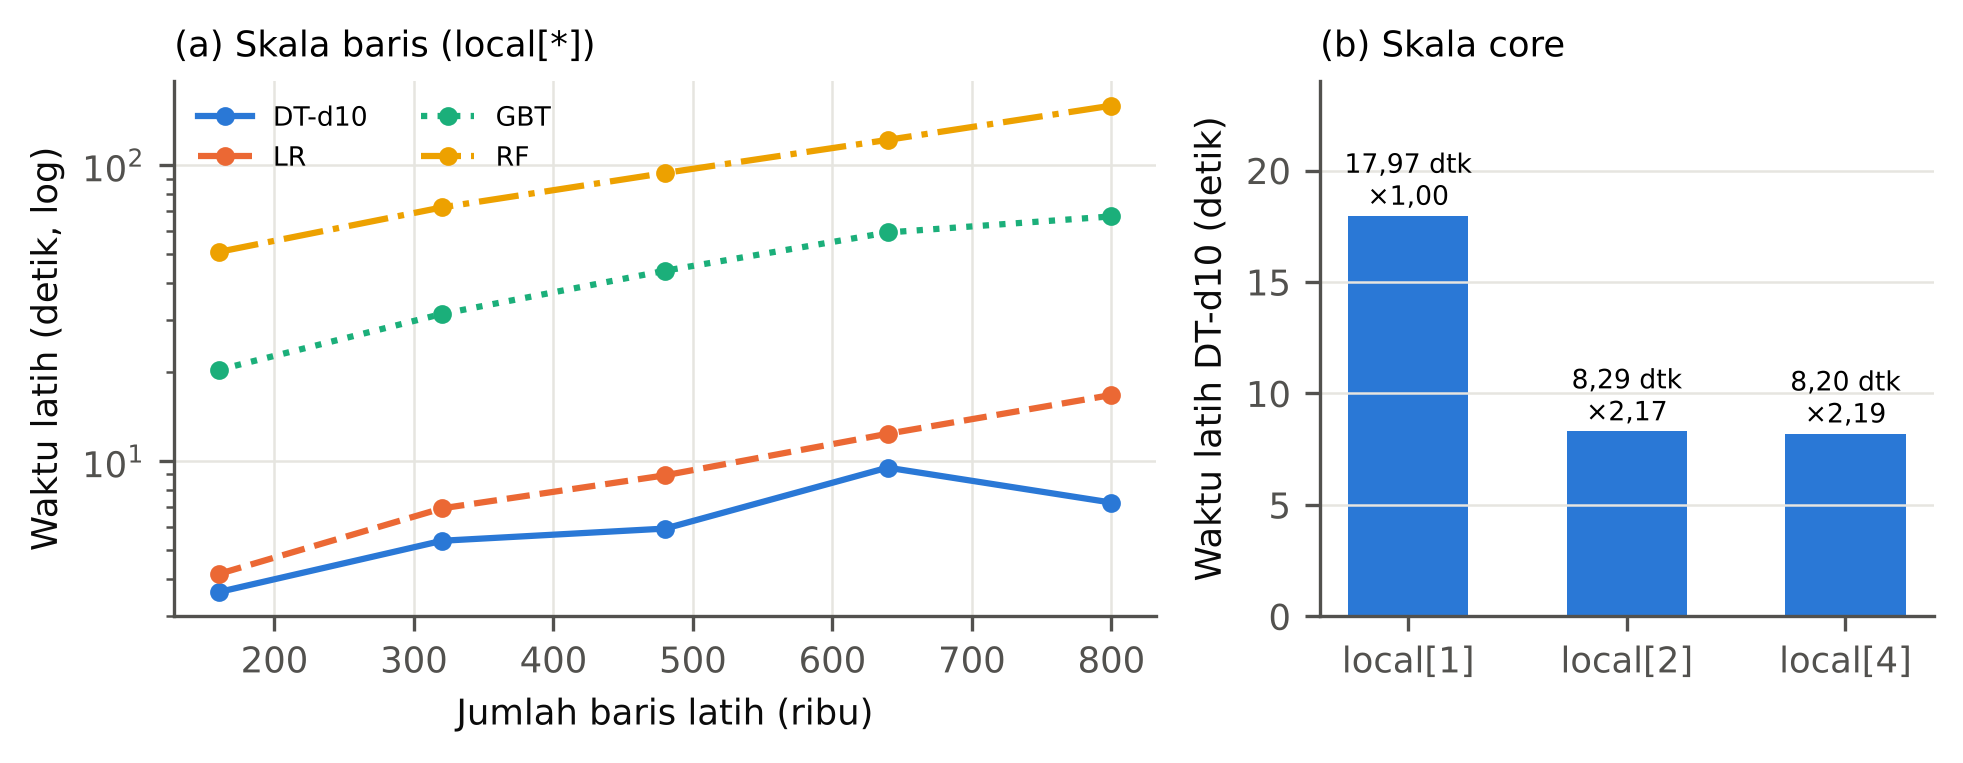 (a) Skala baris (local[*])
DT-d10
LR
GBT
RF
Waktu latih (detik, log)
10²
10¹
200 300 400 500 600 700 800
Jumlah baris latih (ribu)
(b) Skala core
Waktu latih DT-d10 (detik)
20
15
10
5
0
17,97 dtk
×1,00
8,29 dtk
×2,17
8,20 dtk
×2,19
local[1] local[2] local[4]